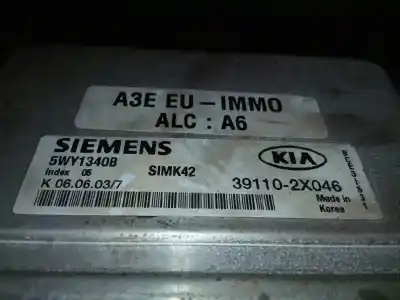 A3E EU-IMMO
ALC : A6
SIEMENS
KIA
5WY1340B
Index 05
SIMK42
K 06.06.03/7
39110-2X046
Made in
Korea